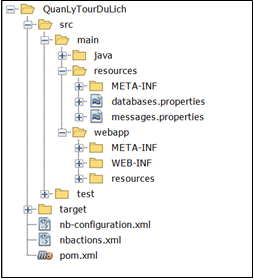 QuanLyTourDuLich
src
main
java
resources
META-INF
databases.properties
messages.properties
webapp
META-INF
WEB-INF
resources
test
target
nb-configuration.xml
nbactions.xml
pom.xml